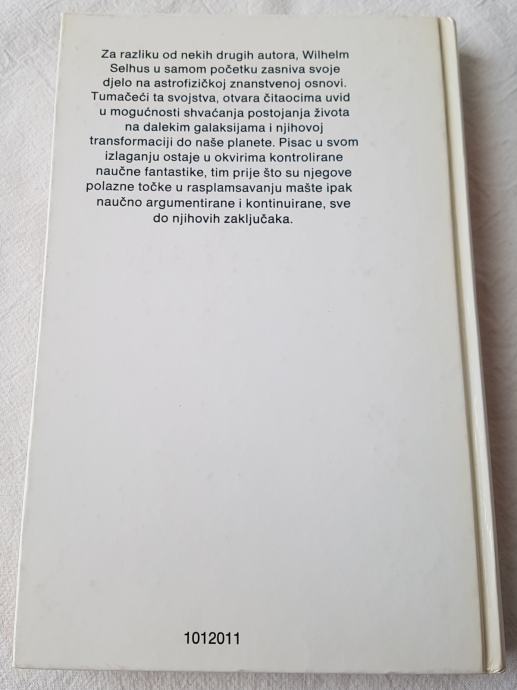 Za razliku od nekih drugih autora, Wilhelm
Selhus u samom početku zasniva svoje
djelo na astrofizičkoj znanstvenoj osnovi.
Tumačeći ta svojstva, otvara čitaocima uvid
u mogućnosti shvaćanja postojanja života
na dalekim galaksijama i njihovoj
transformaciji do naše planete. Pisac u svom
izlaganju ostaje u okvirima kontrolirane
naučne fantastike, tim prije što su njegove
polazne točke u rasplamsavanju mašte ipak
naučno argumentirane i kontinuirane, sve
do njihovih zaključaka.
1012011